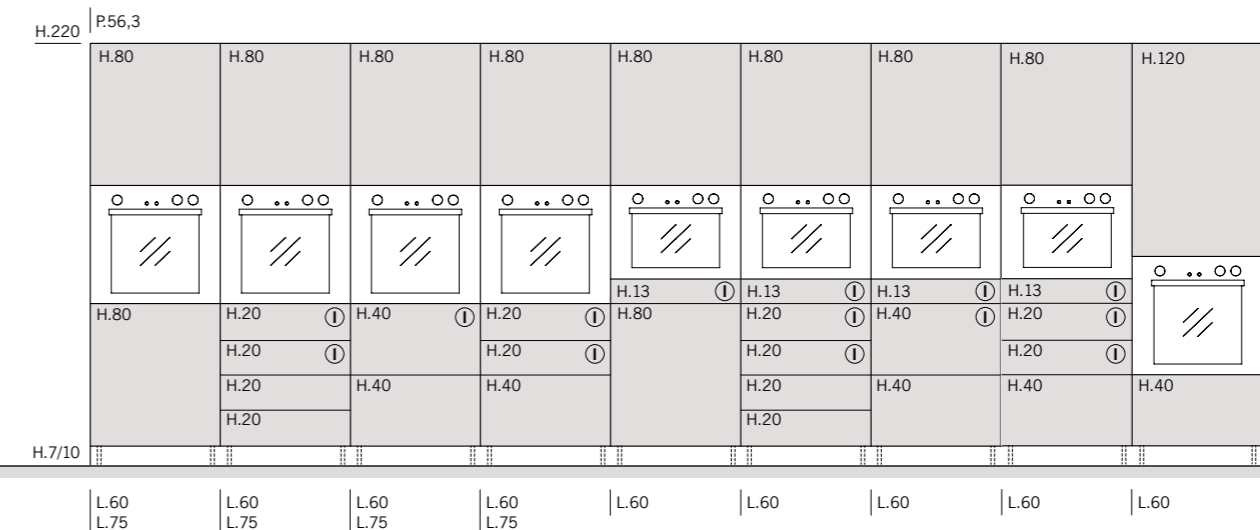 P.56,3
H.220
H.80 H.80 H.80 H.80 H.80 H.80 H.80 H.80 H.120
H.13 I H.13 I H.13 I H.13 I
H.80 H.20 I H.40 I H.20 I H.80 H.20 I H.40 I H.20 I
H.20 I H.20 I H.20 I H.20 I
H.20 H.40 H.40 H.20 H.40 H.40 H.40
H.20 H.20
H.7/10
L.60 L.60 L.60 L.60 L.60 L.60 L.60 L.60 L.60
L.75 L.75 L.75 L.75